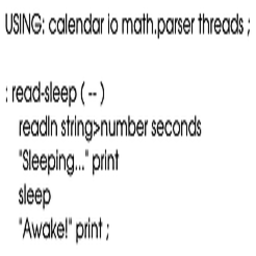 USING: calendar io math.parser threads ;
: read-sleep ( -- )
readln string>number seconds
"Sleeping..." print
sleep
"Awake!" print ;